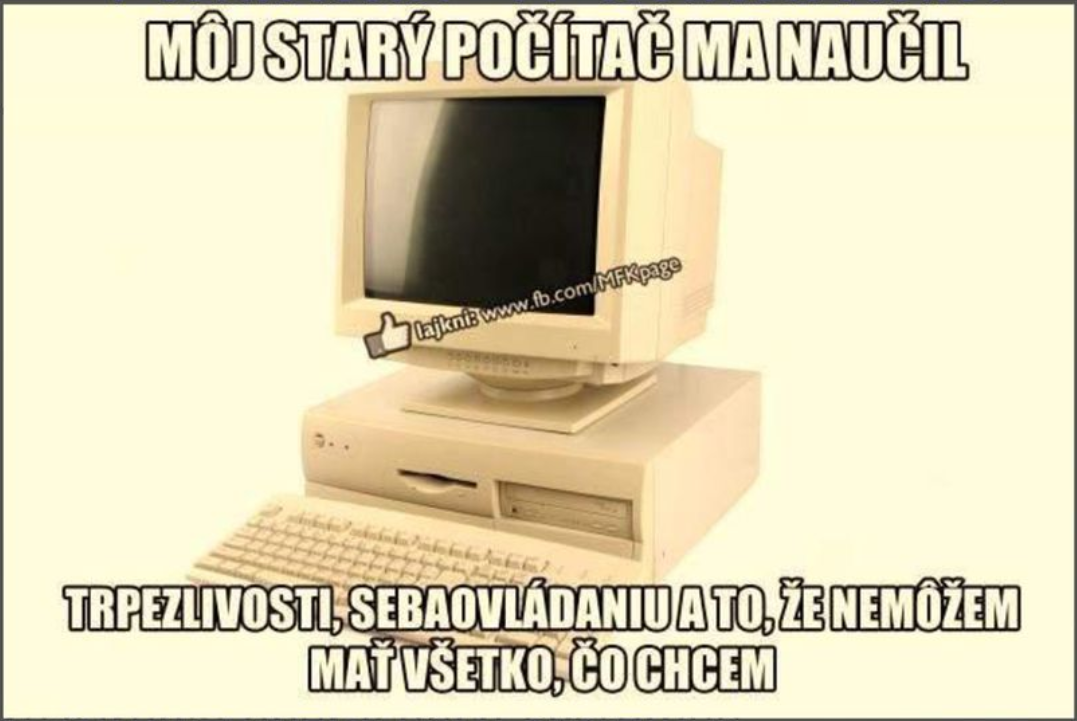 MÔJ STARÝ POČÍTAČ MA NAUČIL
lajkni: www.fb.com/MFKpage
TRPEZLIVOSTI, SEBAOVLÁDANIU A TO, ŽE NEMÔŽEM
MAŤ VŠETKO, ČO CHCEM